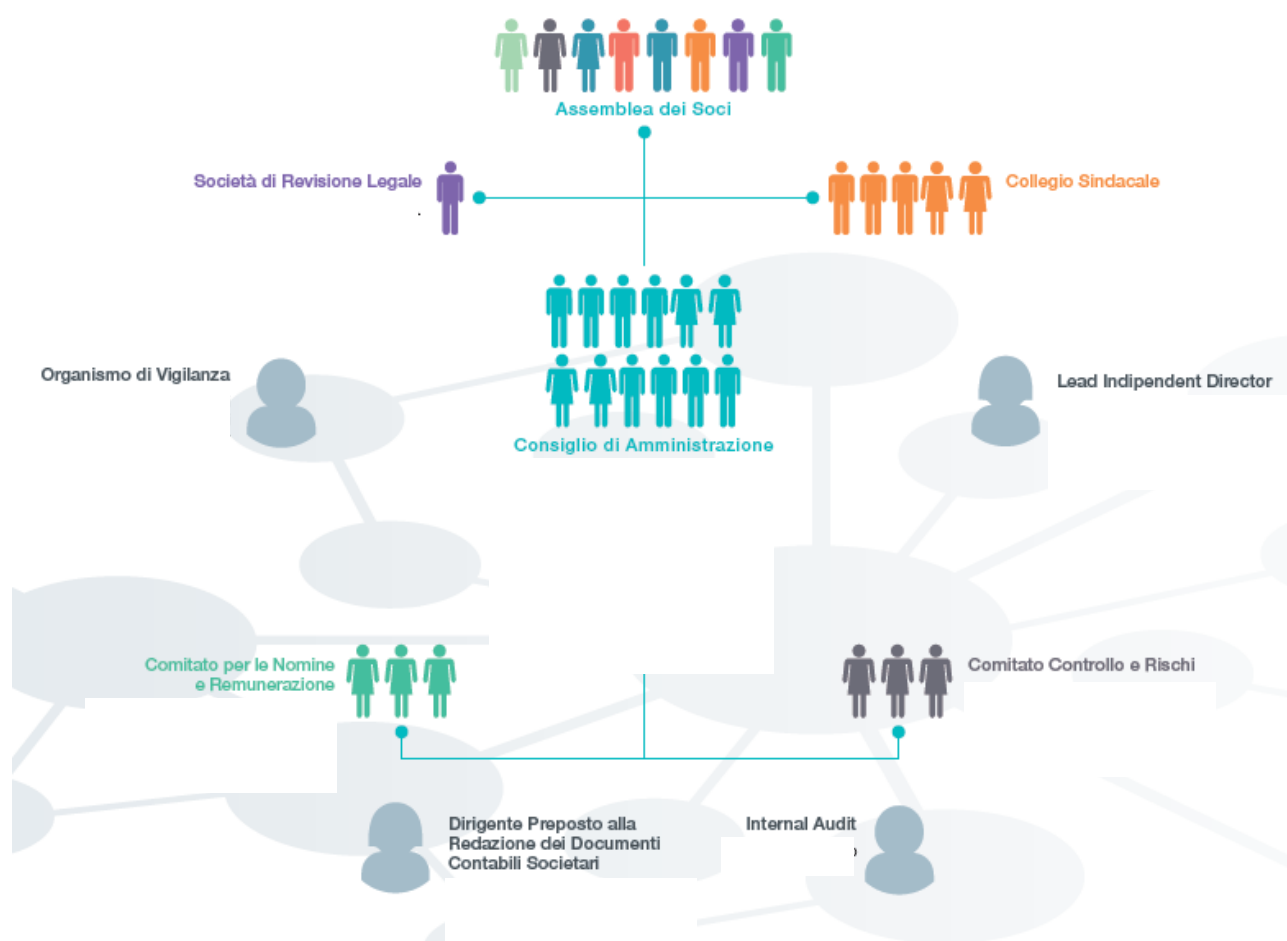 Assemblea dei Soci
Società di Revisione Legale
Collegio Sindacale
Organismo di Vigilanza
Lead Indipendent Director
Consiglio di Amministrazione
Comitato per le Nomine
e Remunerazione
Comitato Controllo e Rischi
Dirigente Preposto alla
Redazione dei Documenti
Contabili Societari
Internal Audit